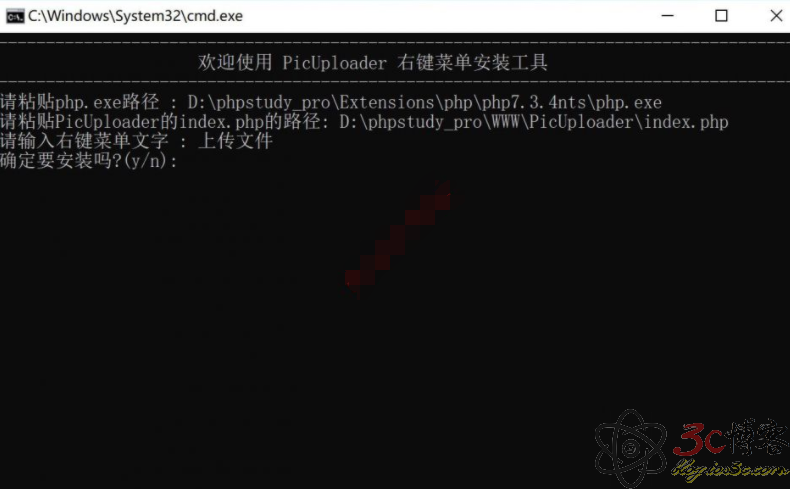 C:\Windows\System32\cmd.exe
欢迎使用 PicUploader 右键菜单安装工具
请粘贴php.exe路径 : D:\phpstudy_pro\Extensions\php\php7.3.4nts\php.exe
请粘贴PicUploader的index.php的路径: D:\phpstudy_pro\WWW\PicUploader\index.php
请输入右键菜单文字 : 上传文件
确定要安装吗?(y/n):
3c博客